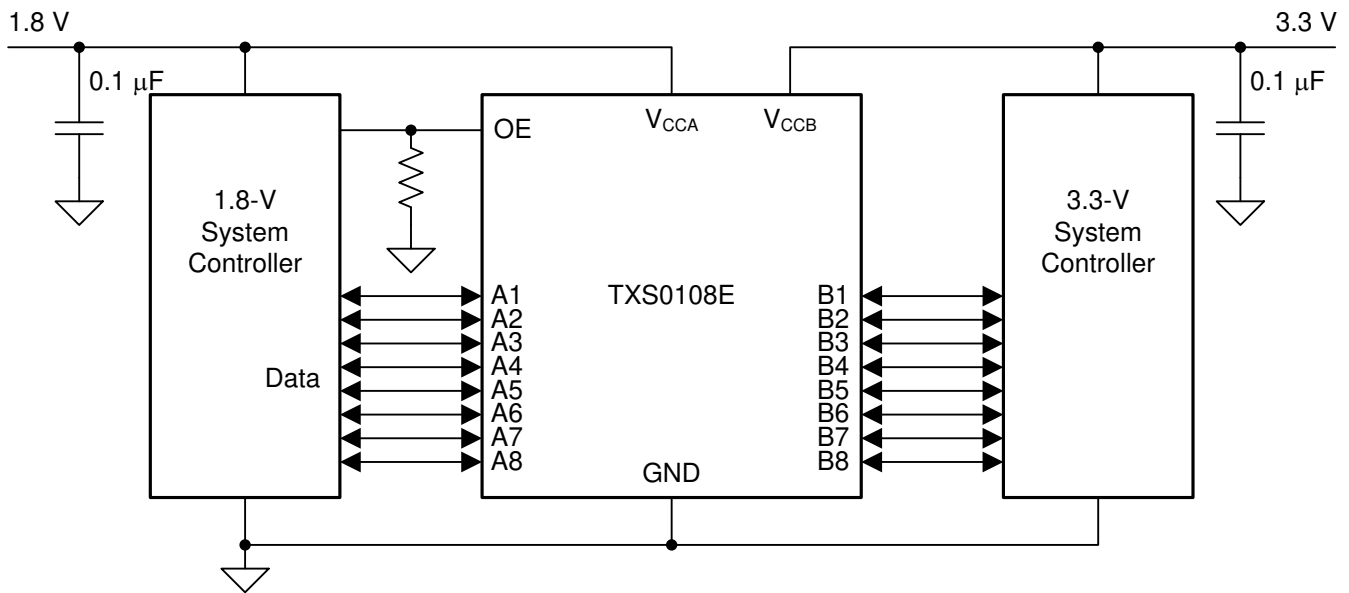 1.8 V
3.3 V
0.1 μF
0.1 μF
OE
VCCA
VCCB
1.8-V
System
Controller
3.3-V
System
Controller
TXS0108E
A1
A2
A3
A4
A5
A6
A7
A8
Data
B1
B2
B3
B4
B5
B6
B7
B8
GND